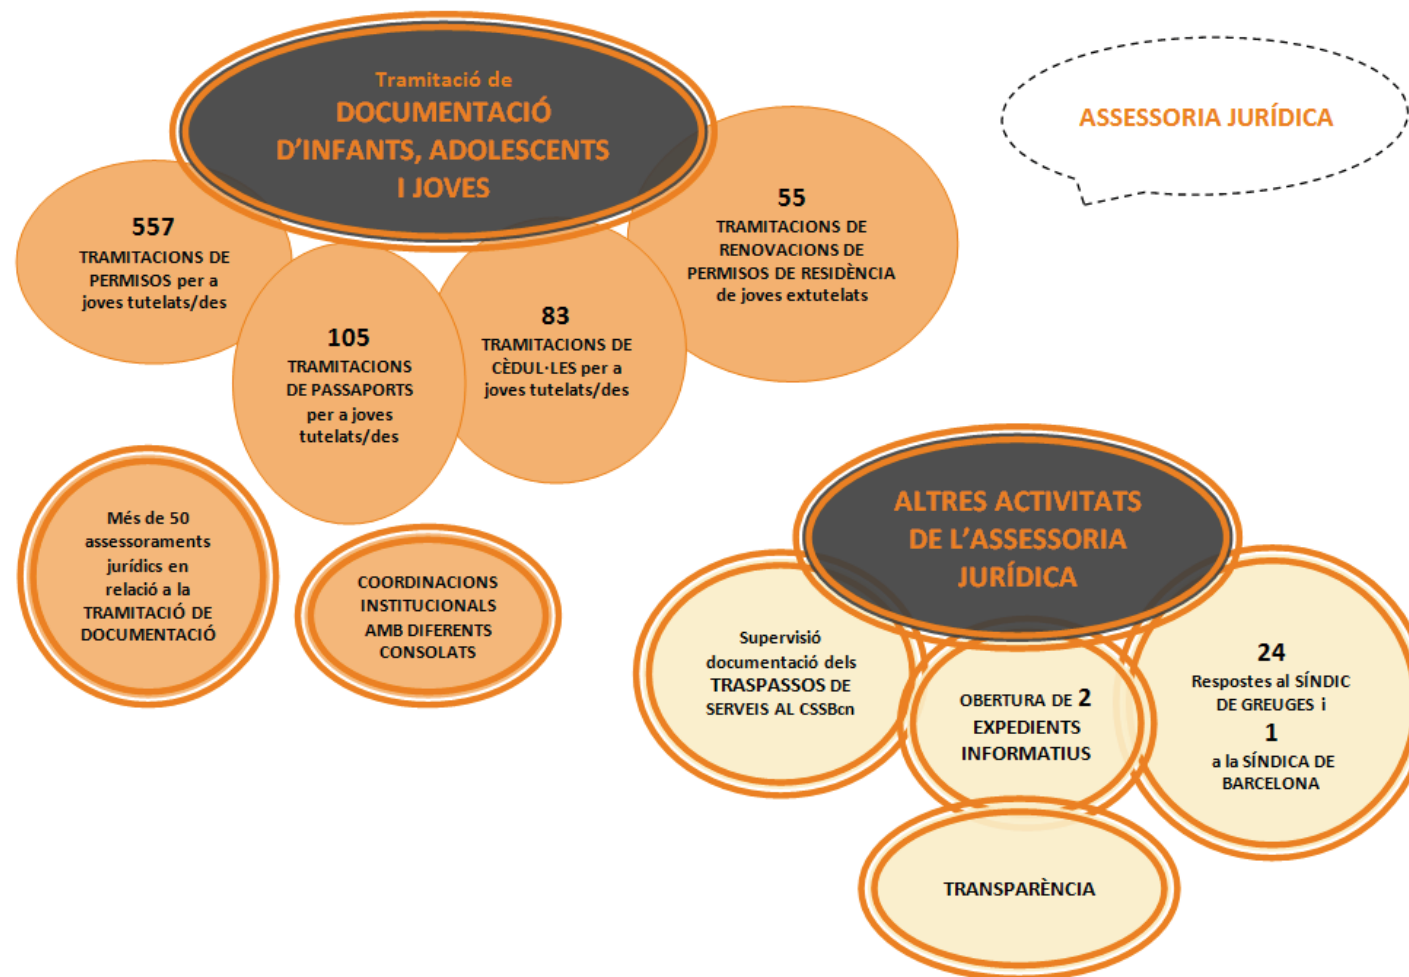 Tramitació de
DOCUMENTACIÓ
D'INFANTS, ADOLESCENTS
I JOVES
ASSESSORIA JURÍDICA
557
TRAMITACIONS DE
PERMISOS per a
joves tutelats/des
105
TRAMITACIONS
DE PASSAPORTS
per a joves
tutelats/des
83
TRAMITACIONS DE
CÈDUL·LES per a
joves tutelats/des
55
TRAMITACIONS DE
RENOVACIONS DE
PERMISOS DE RESIDÈNCIA
de joves extutelats
Més de 50
assessoraments
jurídics en
relació a la
TRAMITACIÓ DE
DOCUMENTACIÓ
COORDINACIONS
INSTITUCIONALS
AMB DIFERENTS
CONSOLATS
ALTRES ACTIVITATS
DE L'ASSESSORIA
JURÍDICA
Supervisió
documentació dels
TRASPASSOS DE
SERVEIS AL CSSBcn
OBERTURA DE 2
EXPEDIENTS
INFORMATIUS
24
Respostes al SÍNDIC
DE GREUGES i
1
a la SÍNDICA DE
BARCELONA
TRANSPARÈNCIA